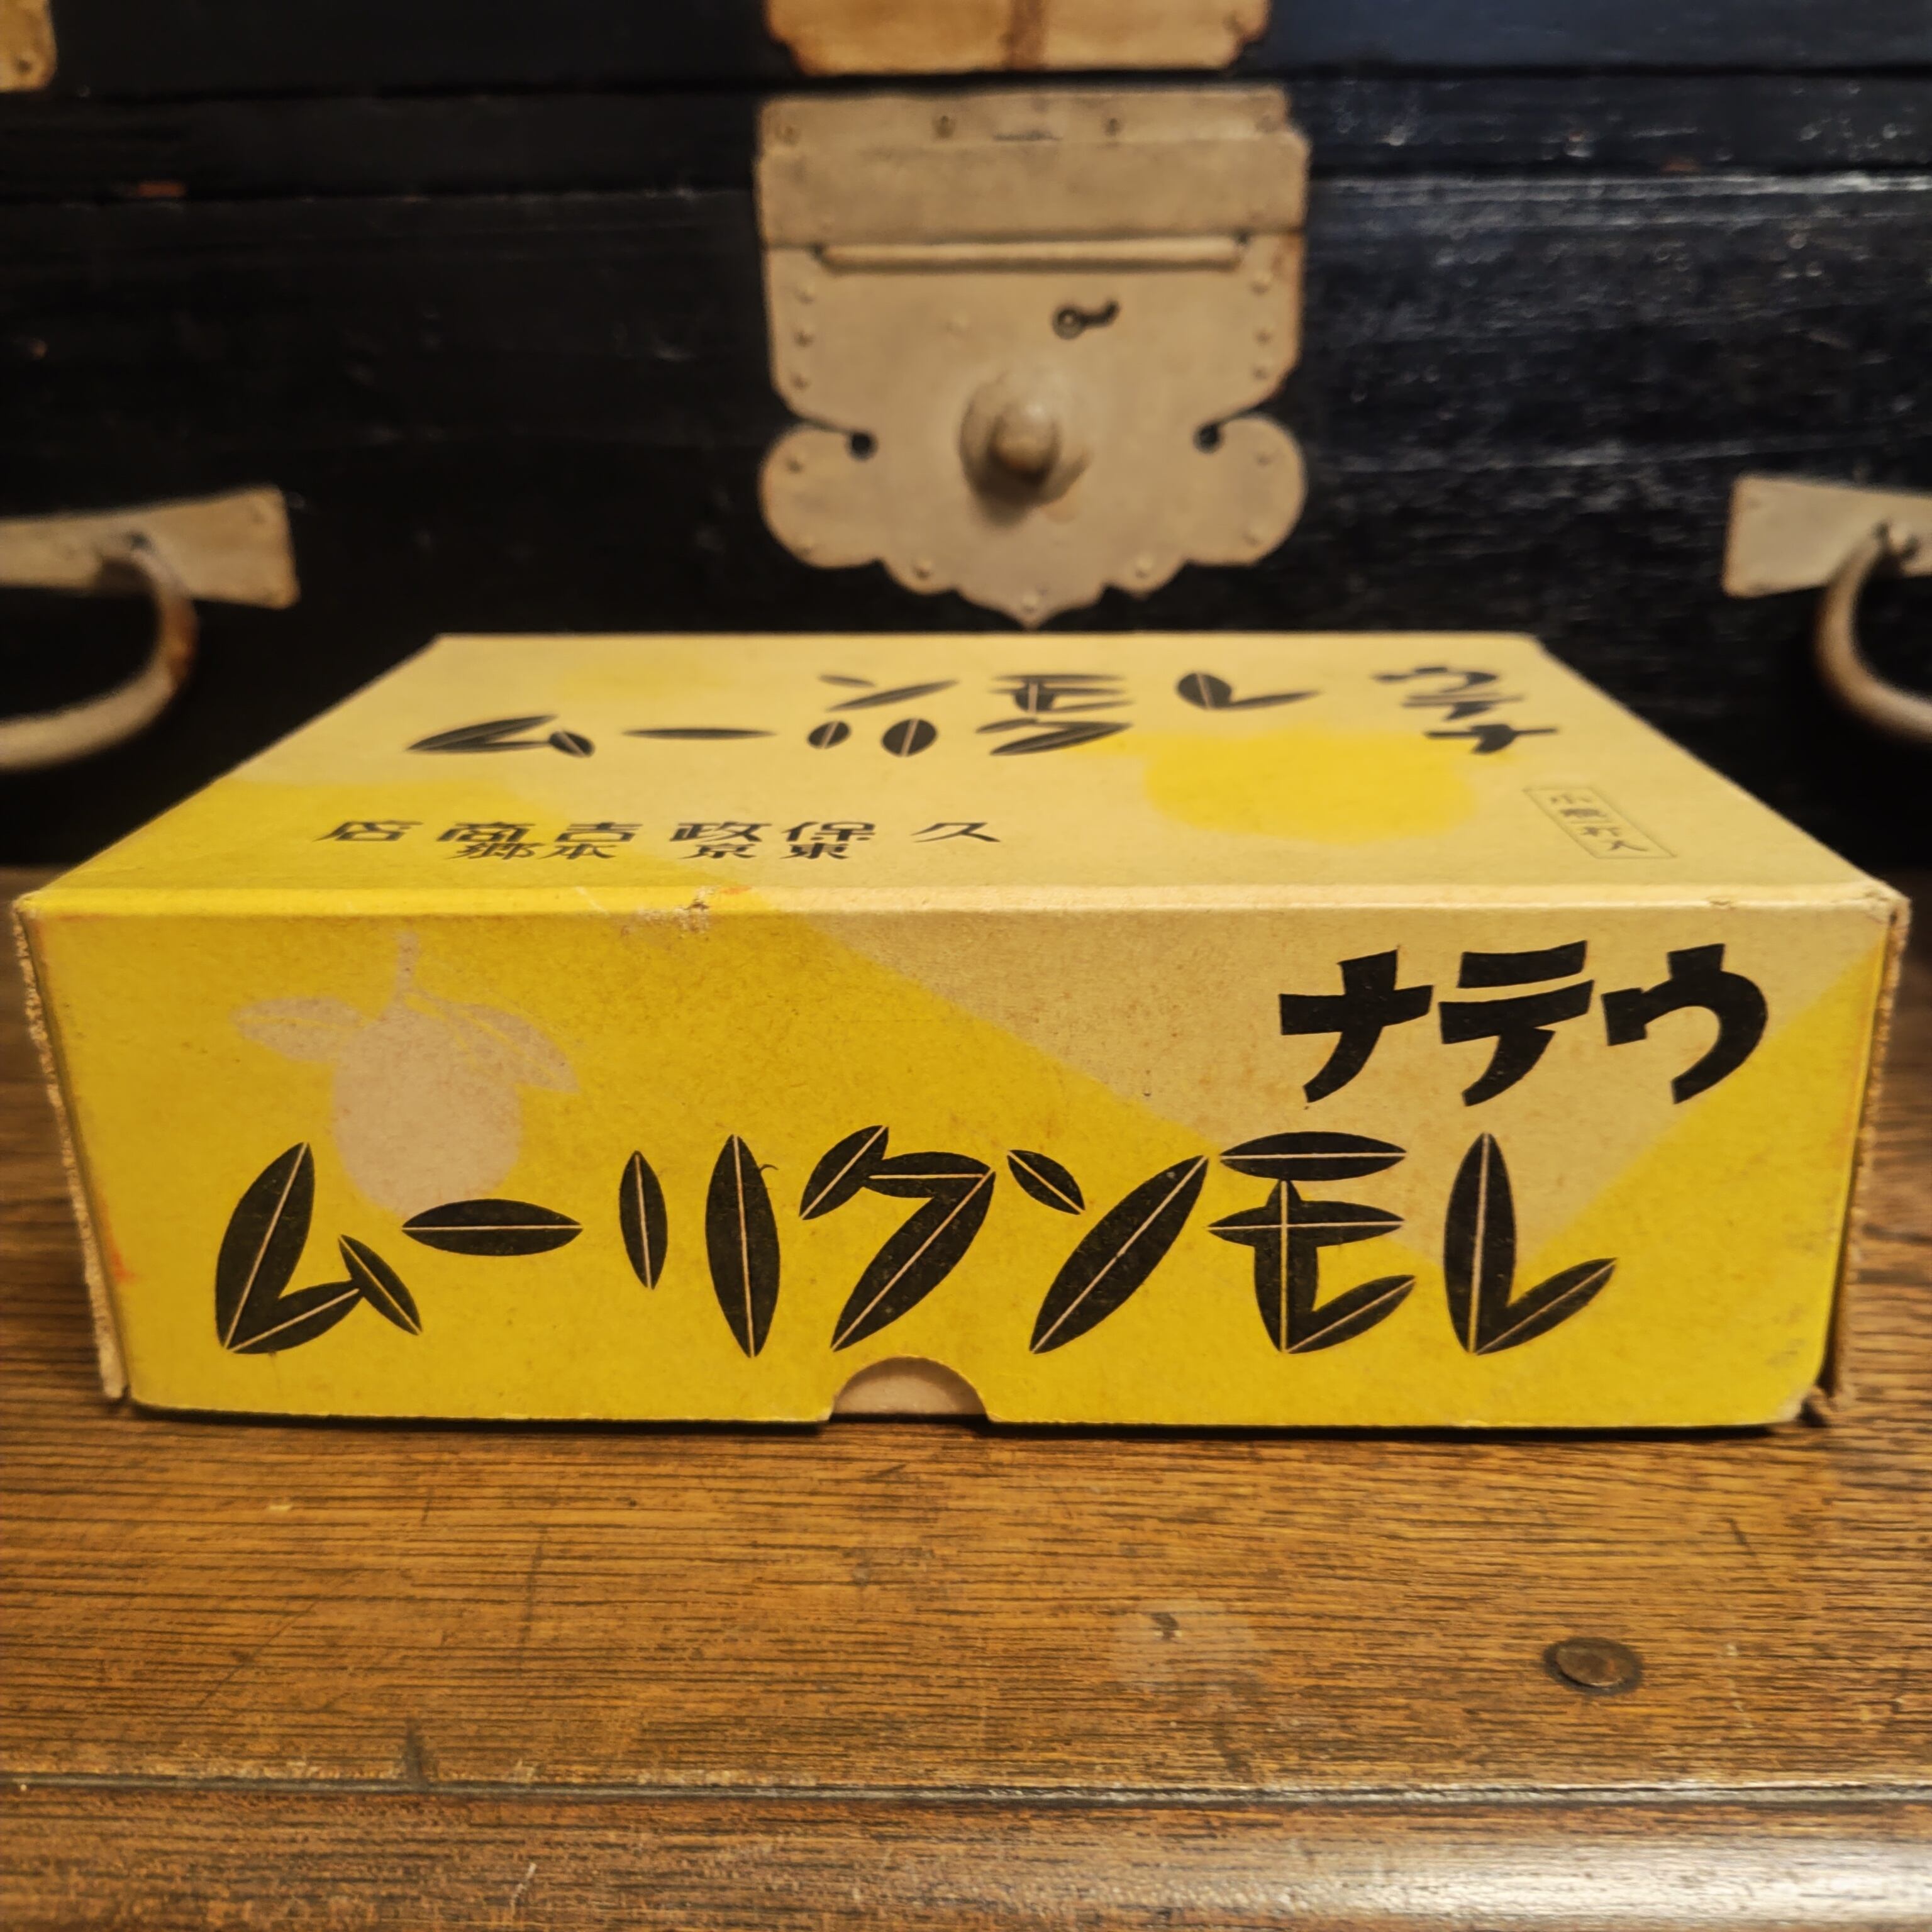 ウテナ
レモン
クリーム
久保政吉商店
東京 本郷
ウテナ
レモンクリーム